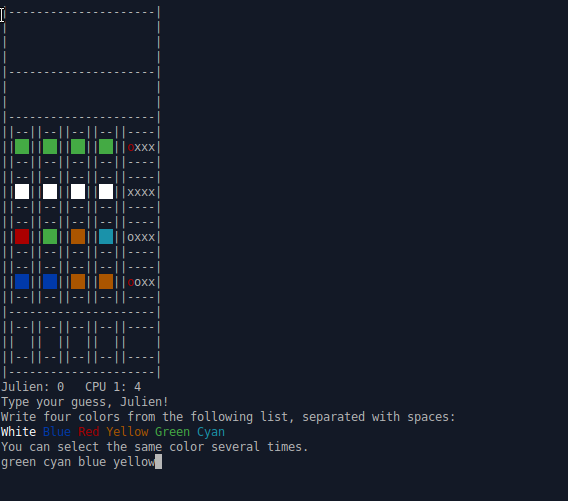 |---------------------|
|                     |
|                     |
|                     |
|---------------------|
|                     |
|                     |
|---------------------|
||--||--||--||--||----|
|| || || || ||oxxx|
||--||--||--||--||----|
||--||--||--||--||----|
|| || || || ||xxxx|
||--||--||--||--||----|
||--||--||--||--||----|
|| || || || ||oxxx|
||--||--||--||--||----|
||--||--||--||--||----|
|| || || || ||ooxx|
||--||--||--||--||----|
|---------------------|
||--||--||--||--||----|
||  ||  ||  ||  ||    |
||--||--||--||--||----|
|---------------------|
Julien: 0   CPU 1: 4
Type your guess, Julien!
Write four colors from the following list, separated with spaces:
White Blue Red Yellow Green Cyan
You can select the same color several times.
green cyan blue yellow